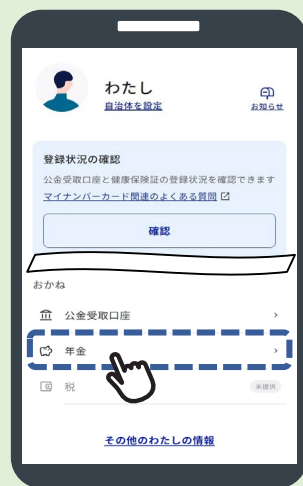 わたし
自治体を設定
お知らせ
登録状況の確認
公金受取口座と健康保険証の登録状況を確認できます
マイナンバーカード関連のよくある質問
確認
おかね
公金受取口座
年金
税
未提供
その他のわたしの情報